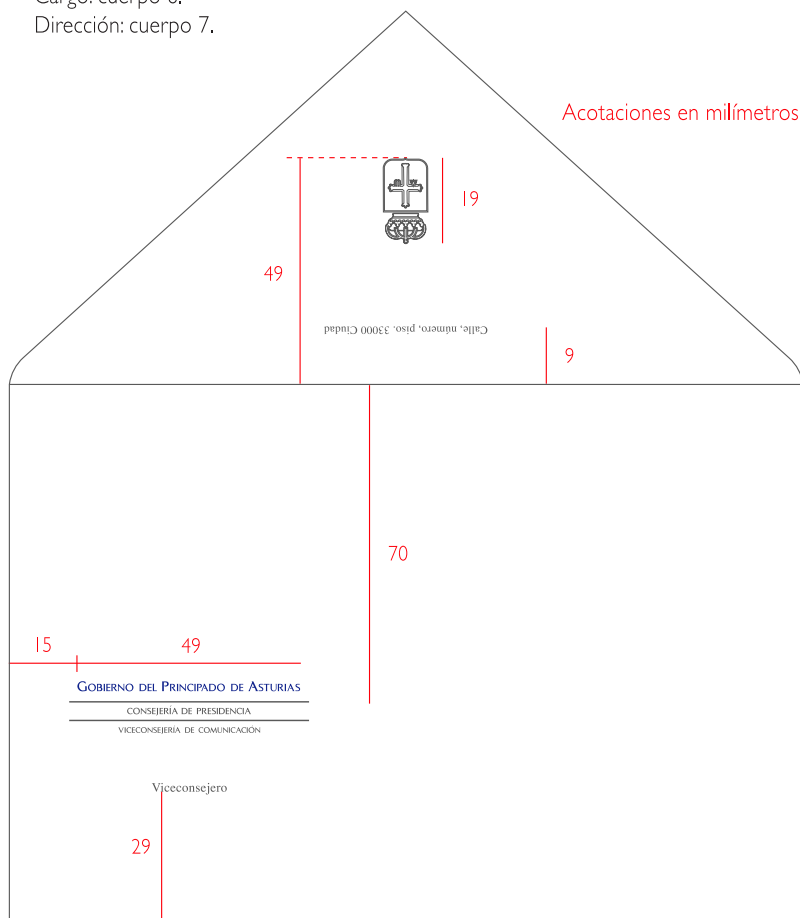 Cargo: cuerpo 6.
Dirección: cuerpo 7.
Acotaciones en milímetros
19
49
Calle, número, piso. 33000 Ciudad
9
70
15
49
GOBIERNO DEL PRINCIPADO DE ASTURIAS
CONSEJERÍA DE PRESIDENCIA
VICECONSEJERÍA DE COMUNICACIÓN
Viceconsejero
29